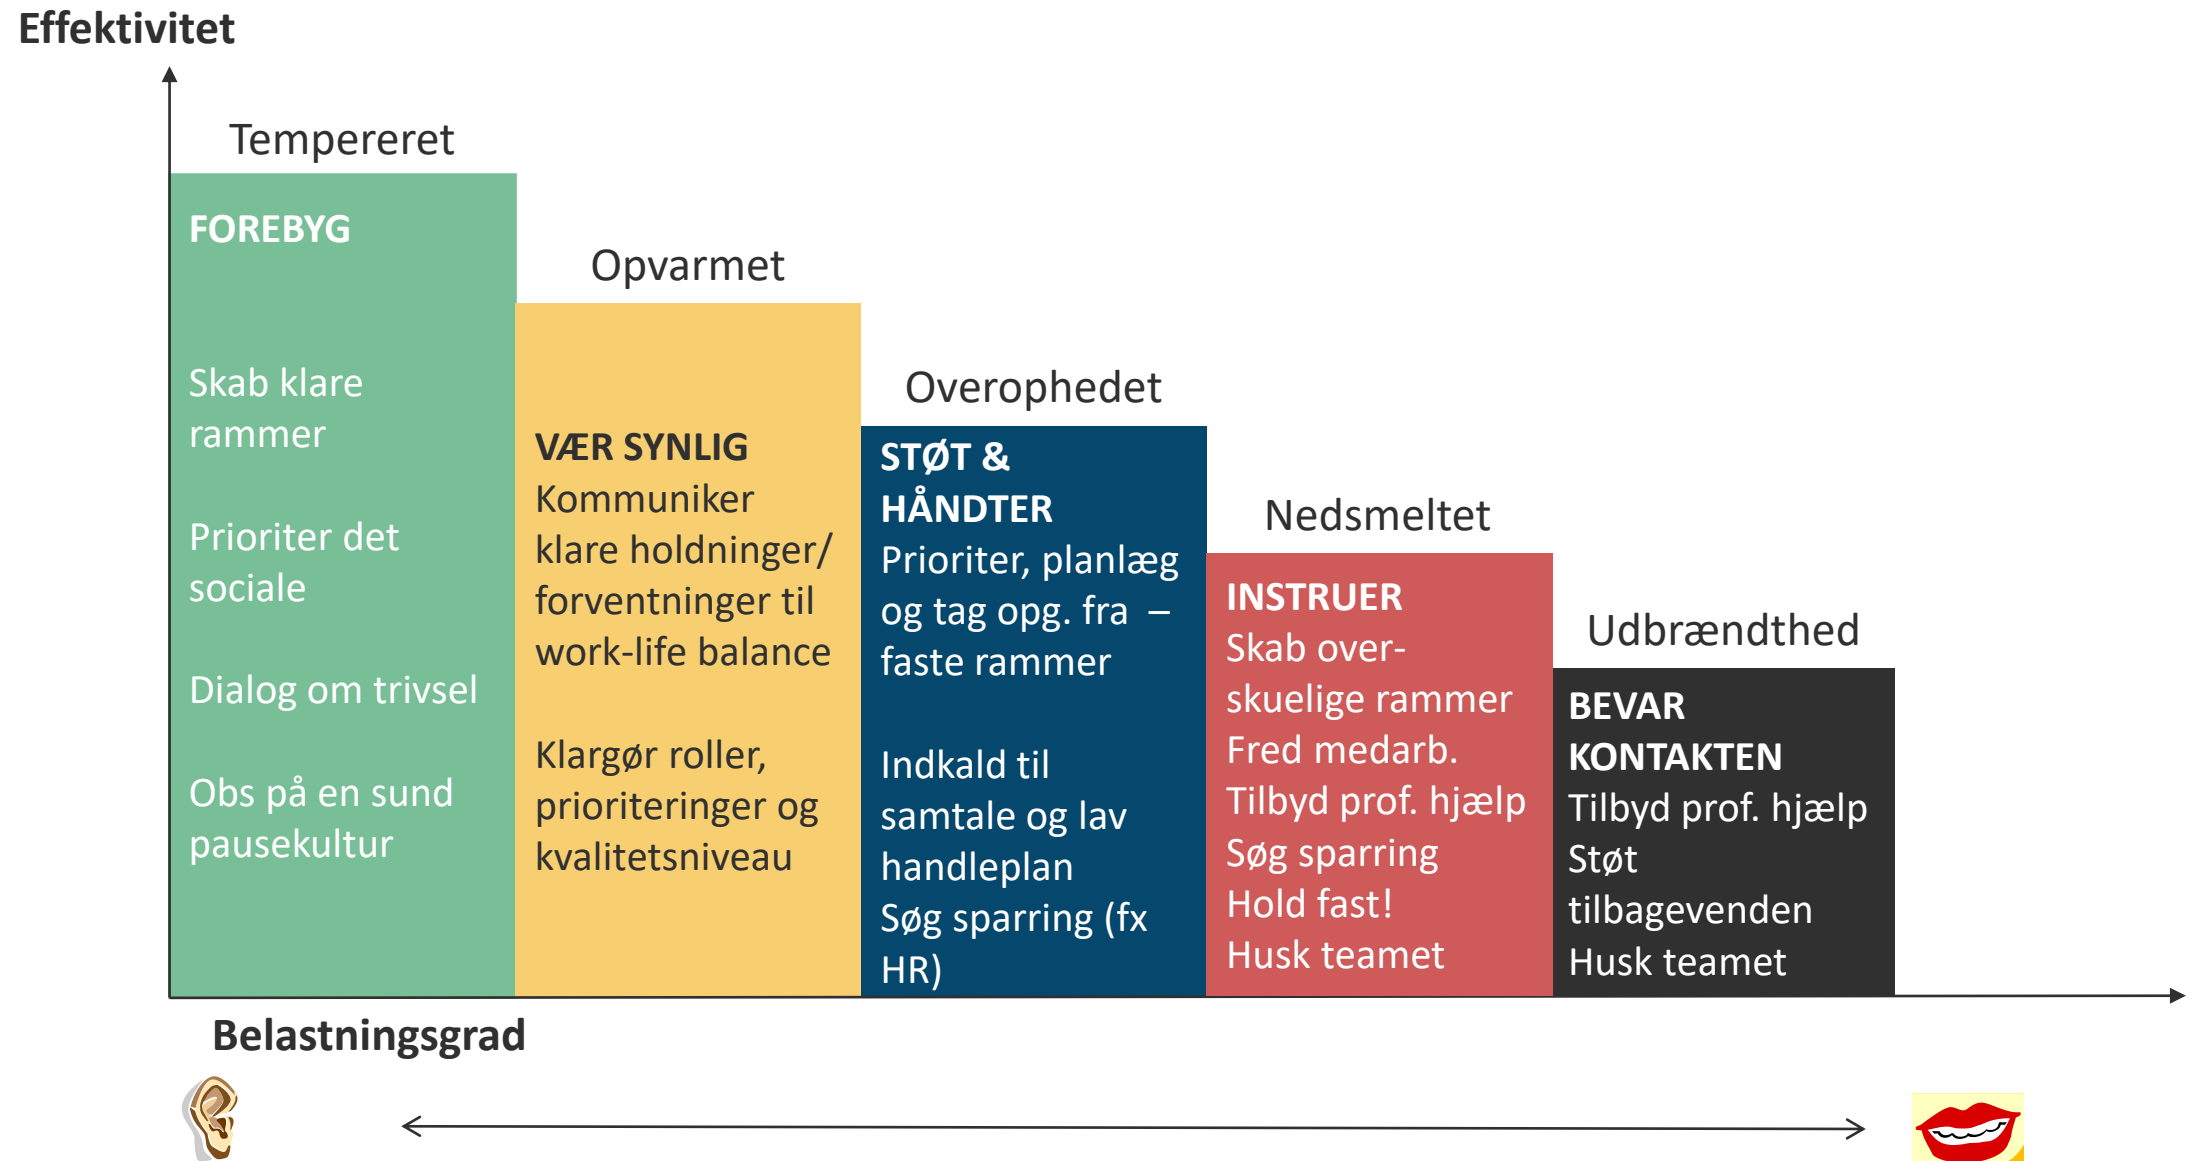 Effektivitet
Tempereret
FOREBYG
Skab klare
rammer
Prioriter det
sociale
Dialog om trivsel
Obs på en sund
pausekultur
Opvarmet
VÆR SYNLIG
Kommuniker
klare holdninger/
forventninger til
work-life balance
Klargør roller,
prioriteringer og
kvalitetsniveau
Overophedet
STØT &
HÅNDTER
Prioriter, planlæg
og tag opg. fra –
faste rammer
Indkald til
samtale og lav
handleplan
Søg sparring (fx
HR)
Nedsmeltet
INSTRUER
Skab over-
skuelige rammer
Fred medarb.
Tilbyd prof. hjælp
Søg sparring
Hold fast!
Husk teamet
Udbrændthed
BEVAR
KONTAKTEN
Tilbyd prof. hjælp
Støt
tilbagevenden
Husk teamet
Belastningsgrad